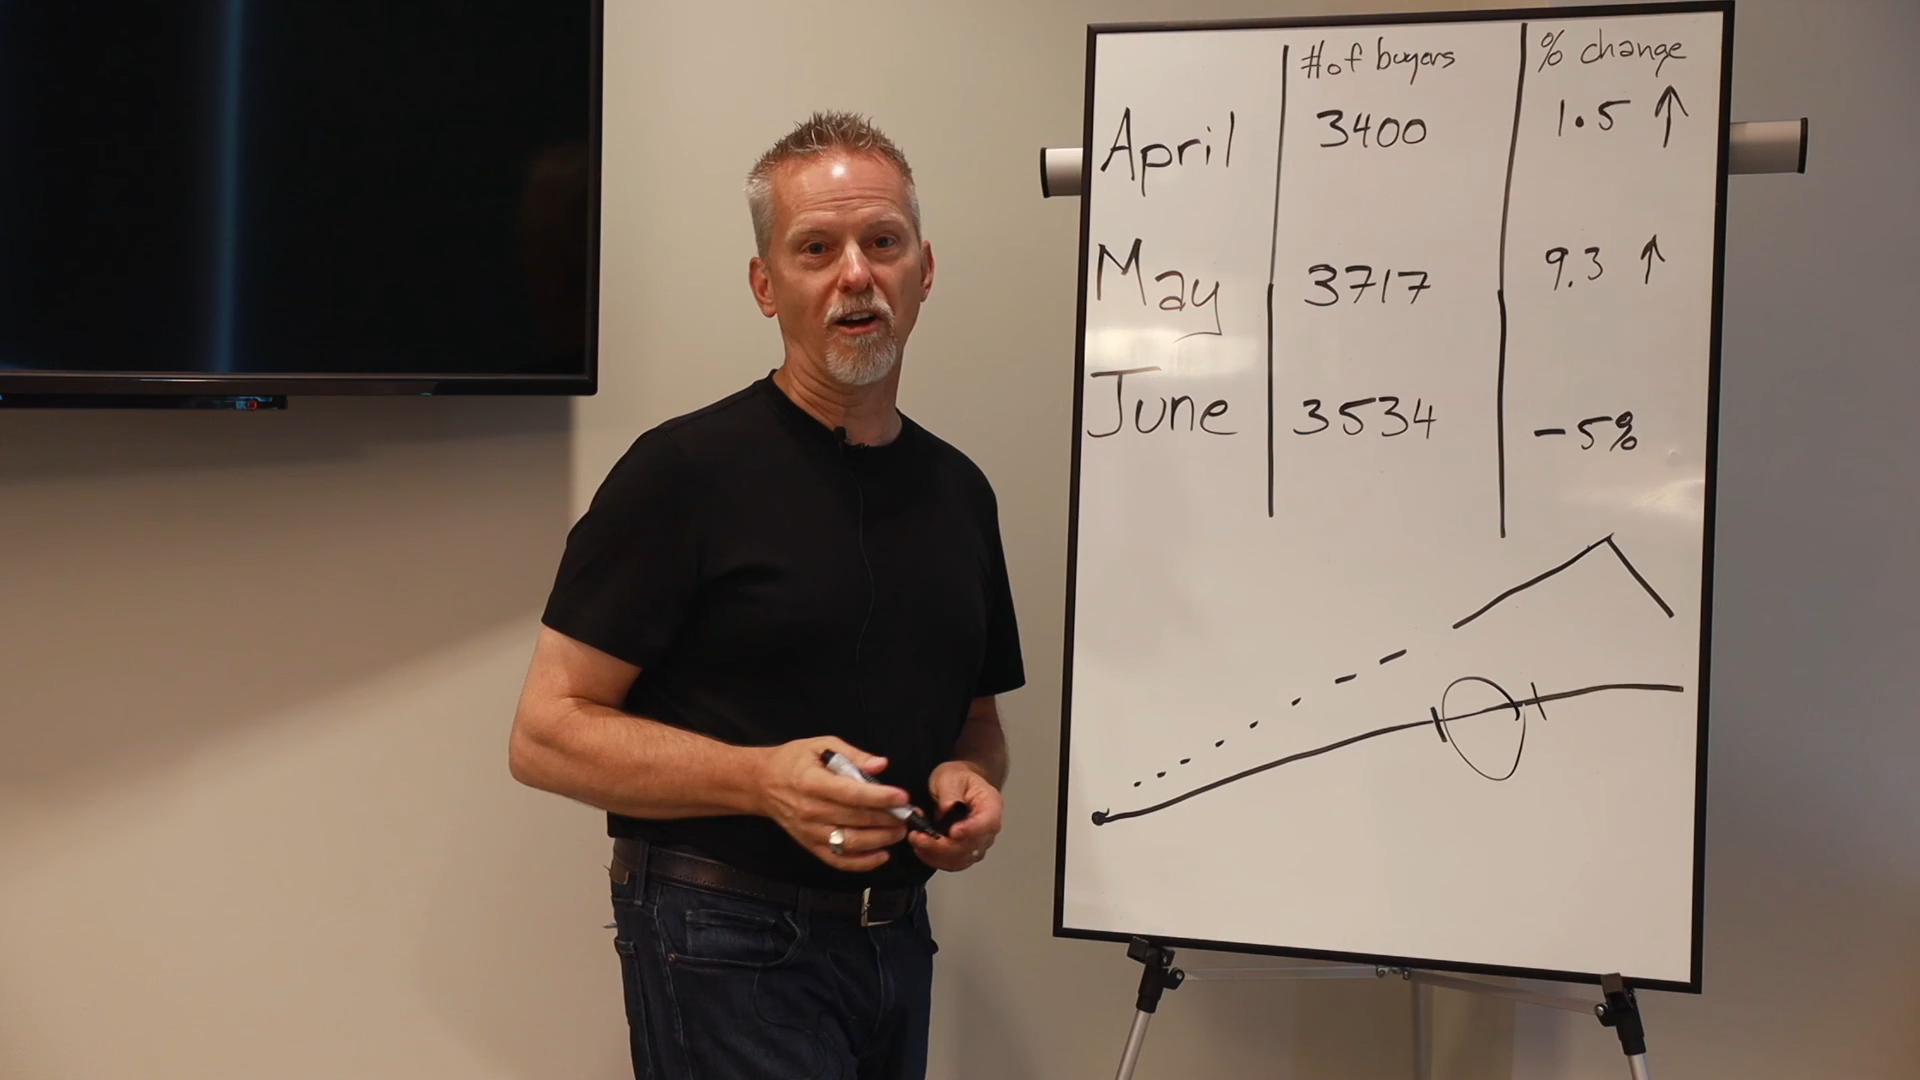 # of buyers % change
April 3400 1.5 ↑
May 3717 9.3 ↑
June 3534 -5%